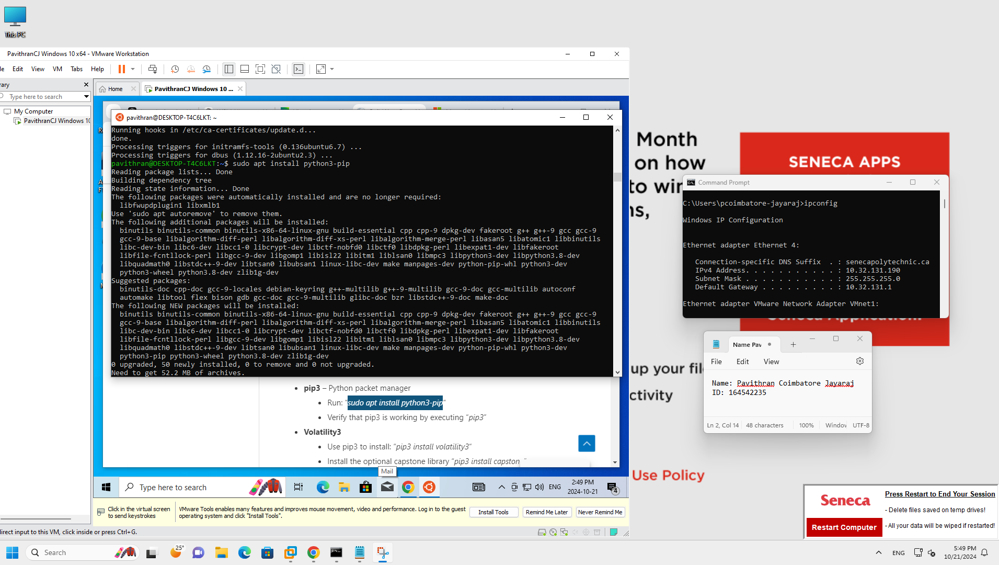 This PC
PavithranCJ Windows 10 x64 - VMware Workstation
Edit View VM Tabs Help
Home
PavithranCJ Windows 10 ...
Type here to search
My Computer
PavithranCJ Windows 10
pavithran@DESKTOP-T4C6LKT: ~
Running hooks in /etc/ca-certificates/update.d...
done.
Processing triggers for initramfs-tools (0.136ubuntu6.7) ...
Processing triggers for dbus (1.12.16-2ubuntu2.3) ...
pavithran@DESKTOP-T4C6LKT:~$ sudo apt install python3-pip
Reading package lists... Done
Building dependency tree
Reading state information... Done
The following packages were automatically installed and are no longer required:
libfwupdplugin1 libxmlb1
Use 'sudo apt autoremove' to remove them.
The following additional packages will be installed:
binutils binutils-common binutils-x86-64-linux-gnu build-essential cpp cpp-9 dpkg-dev fakeroot g++ g++-9 gcc gcc-9
gcc-9-base libalgorithm-diff-perl libalgorithm-diff-xs-perl libalgorithm-merge-perl libasan5 libatomic1 libbinutils
libc-dev-bin libc6-dev libcc1-0 libcrypt-dev libctf-nobfd0 libctf0 libdpkg-perl libexpat1-dev libfakeroot
libfile-fcntllock-perl libgcc-9-dev libgomp1 libisl22 libitm1 liblsan0 libmpc3 libpython3-dev libpython3.8-dev
libquadmath0 libstdc++-9-dev libtsan0 libubsan1 linux-libc-dev make manpages-dev python-pip-whl python3-dev
python3-wheel python3.8-dev zlib1g-dev
Suggested packages:
binutils-doc cpp-doc gcc-9-locales debian-keyring g++-multilib g++-9-multilib gcc-9-doc gcc-multilib autoconf
automake libtool flex bison gdb gcc-doc gcc-9-multilib glibc-doc bzr libstdc++-9-doc make-doc
The following NEW packages will be installed:
binutils binutils-common binutils-x86-64-linux-gnu build-essential cpp cpp-9 dpkg-dev fakeroot g++ g++-9 gcc gcc-9
gcc-9-base libalgorithm-diff-perl libalgorithm-diff-xs-perl libalgorithm-merge-perl libasan5 libatomic1 libbinutils
libc-dev-bin libc6-dev libcc1-0 libcrypt-dev libctf-nobfd0 libctf0 libdpkg-perl libexpat1-dev libfakeroot
libfile-fcntllock-perl libgcc-9-dev libgomp1 libisl22 libitm1 liblsan0 libmpc3 libpython3-dev libpython3.8-dev
libquadmath0 libstdc++-9-dev libtsan0 libubsan1 linux-libc-dev make manpages-dev python-pip-whl python3-dev
python3-pip python3-wheel python3.8-dev zlib1g-dev
0 upgraded, 50 newly installed, 0 to remove and 0 not upgraded.
Need to get 52.2 MB of archives.
pip3 – Python packet manager
Run: “sudo apt install python3-pip“
Verify that pip3 is working by executing “pip3”
Volatility3
Use pip3 to install: “pip3 install volatility3“
Install the optional capstone library “pip3 install capston
Mail
Type here to search
ENG
2:49 PM
2024-10-21
4
Click in the virtual screen
to send keystrokes
VMware Tools enables many features and improves mouse movement, video and performance. Log in to the guest
operating system and click "Install Tools".
Install Tools
Remind Me Later
Never Remind Me
direct input to this VM, click inside or press Ctrl+G.
Month
on how
to win
SENECA APPS
Command Prompt
C:\Users\pcoimbatore-jayaraj>ipconfig
Windows IP Configuration
Ethernet adapter Ethernet 4:
Connection-specific DNS Suffix . : senecapolytechnic.ca
IPv4 Address. . . . . . . . . . . : 10.32.131.190
Subnet Mask . . . . . . . . . . . : 255.255.255.0
Default Gateway . . . . . . . . . : 10.32.131.1
Ethernet adapter VMware Network Adapter VMnet1:
Name Pav
File Edit View
Name: Pavithran Coimbatore Jayaraj
ID: 164542235
Ln 2, Col 14
48 characters
100%
Window
UTF-8
up your file
ctivity
Use Policy
Seneca
Restart Computer
Press Restart to End Your Session
- Delete files saved on temp drives!
- All your data will be wiped if restarted!
Search
25°
ENG
5:49 PM
10/21/2024